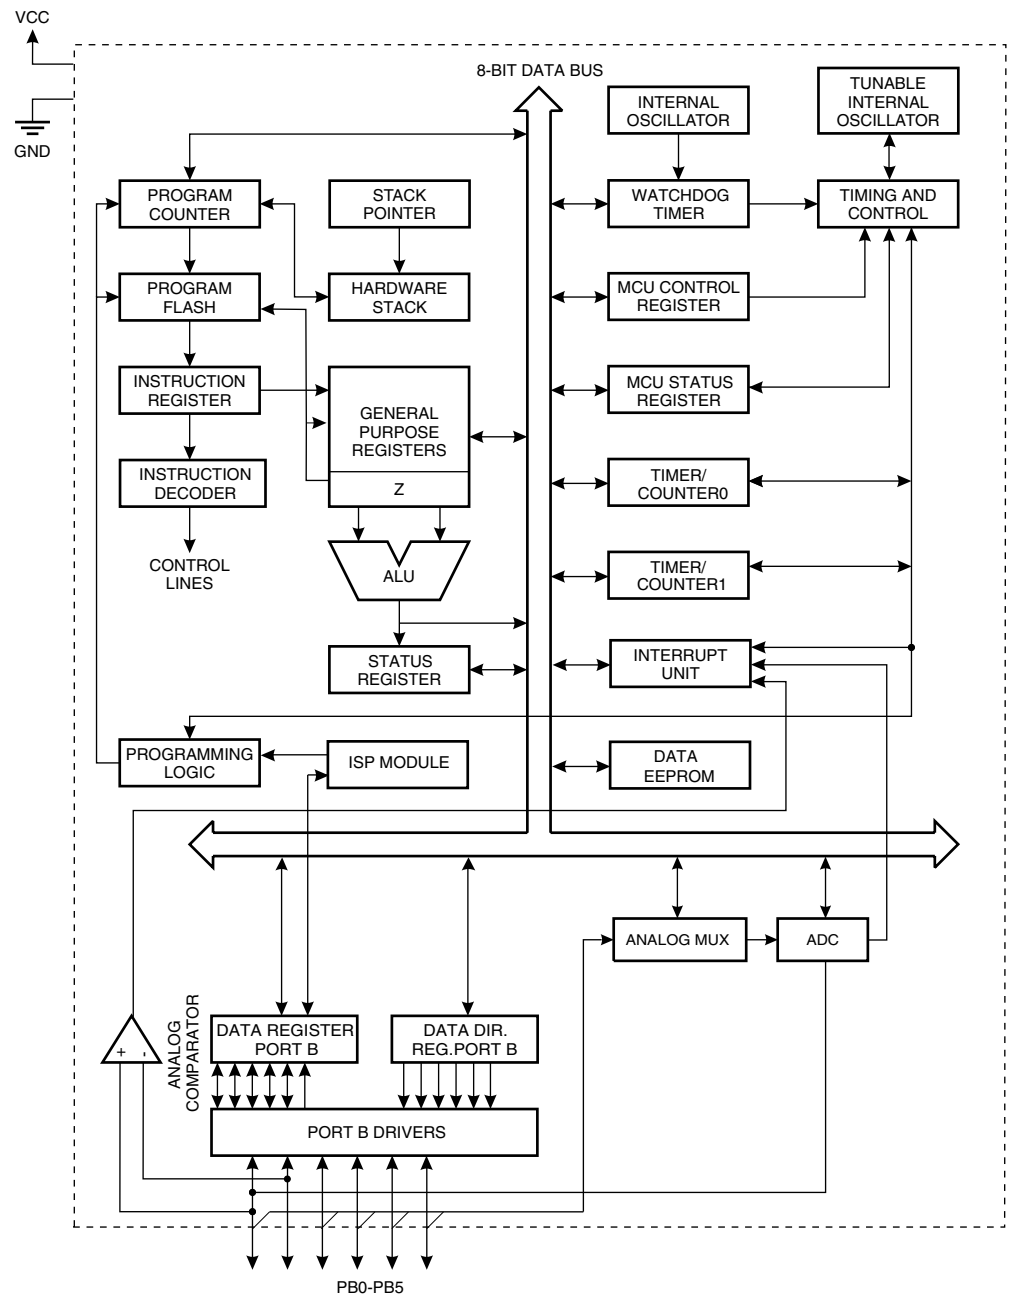 VCC
GND
8-BIT DATA BUS
INTERNAL
OSCILLATOR
TUNABLE
INTERNAL
OSCILLATOR
PROGRAM
COUNTER
STACK
POINTER
WATCHDOG
TIMER
TIMING AND
CONTROL
PROGRAM
FLASH
HARDWARE
STACK
MCU CONTROL
REGISTER
INSTRUCTION
REGISTER
GENERAL
PURPOSE
REGISTERS
Z
MCU STATUS
REGISTER
INSTRUCTION
DECODER
TIMER/
COUNTER0
CONTROL
LINES
ALU
TIMER/
COUNTER1
STATUS
REGISTER
INTERRUPT
UNIT
PROGRAMMING
LOGIC
ISP MODULE
DATA
EEPROM
ANALOG MUX
ADC
+ -
ANALOG
COMPARATOR
DATA REGISTER
PORT B
DATA DIR.
REG.PORT B
PORT B DRIVERS
PB0-PB5